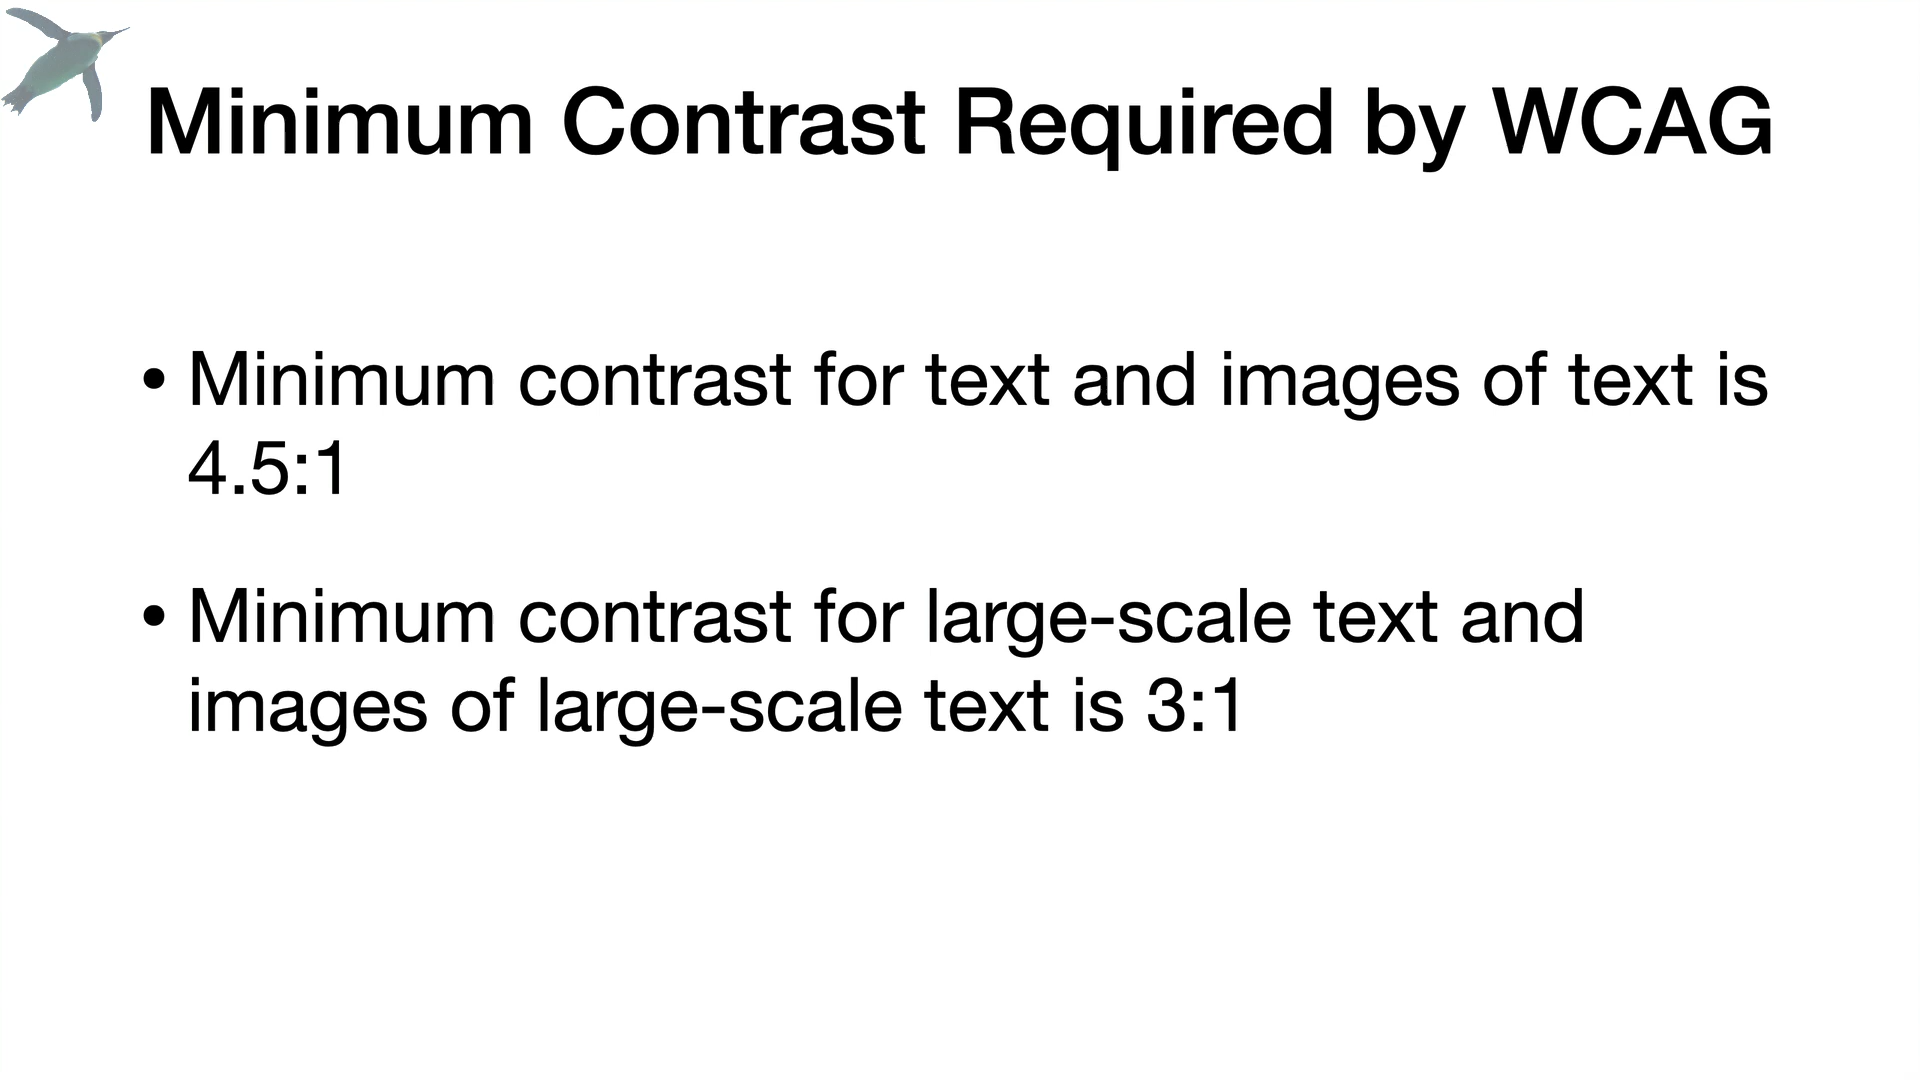 Minimum Contrast Required by WCAG
• Minimum contrast for text and images of text is
4.5:1
• Minimum contrast for large-scale text and
images of large-scale text is 3:1